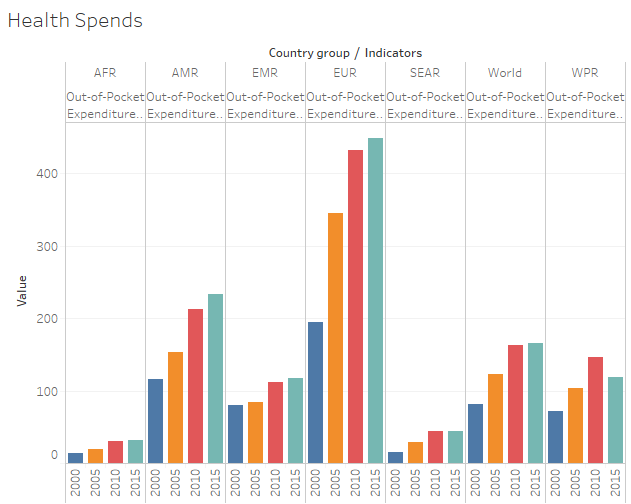 Health Spends
Country group / Indicators
AFR AMR EMR EUR SEAR World WPR
Out-of-Pocket Out-of-Pocket Out-of-Pocket Out-of-Pocket Out-of-Pocket Out-of-Pocket Out-of-Pocket
Expenditure.. Expenditure.. Expenditure.. Expenditure.. Expenditure.. Expenditure.. Expenditure..
400
300
Value
200
100
0
2000 2005 2010 2015 2000 2005 2010 2015 2000 2005 2010 2015 2000 2005 2010 2015 2000 2005 2010 2015 2000 2005 2010 2015 2000 2005 2010 2015